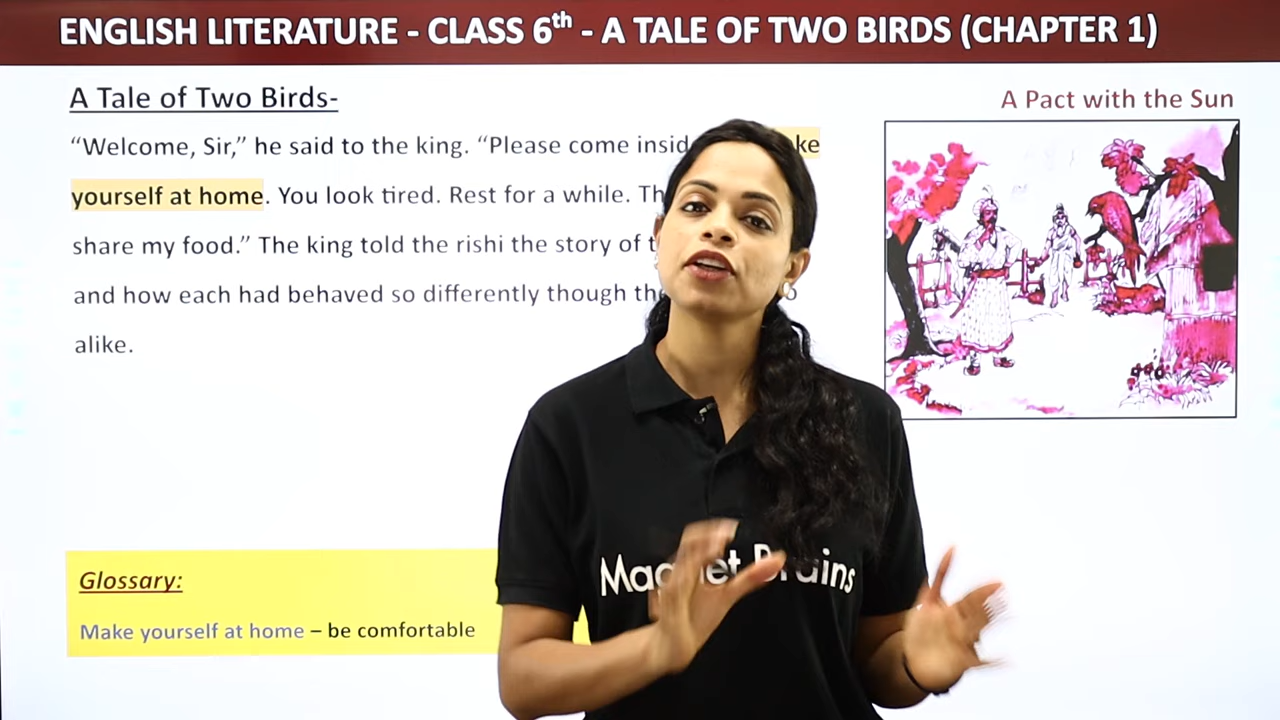 ENGLISH LITERATURE - CLASS 6th - A TALE OF TWO BIRDS (CHAPTER 1)
A Tale of Two Birds-
A Pact with the Sun
“Welcome, Sir,” he said to the king. “Please come
yourself at home. You look tired. Rest for a while.
share my food.” The king told the rishi the story of
and how each had behaved so differently though
alike.
Glossary:
Make yourself at home – be comfortable
Magnet Brains